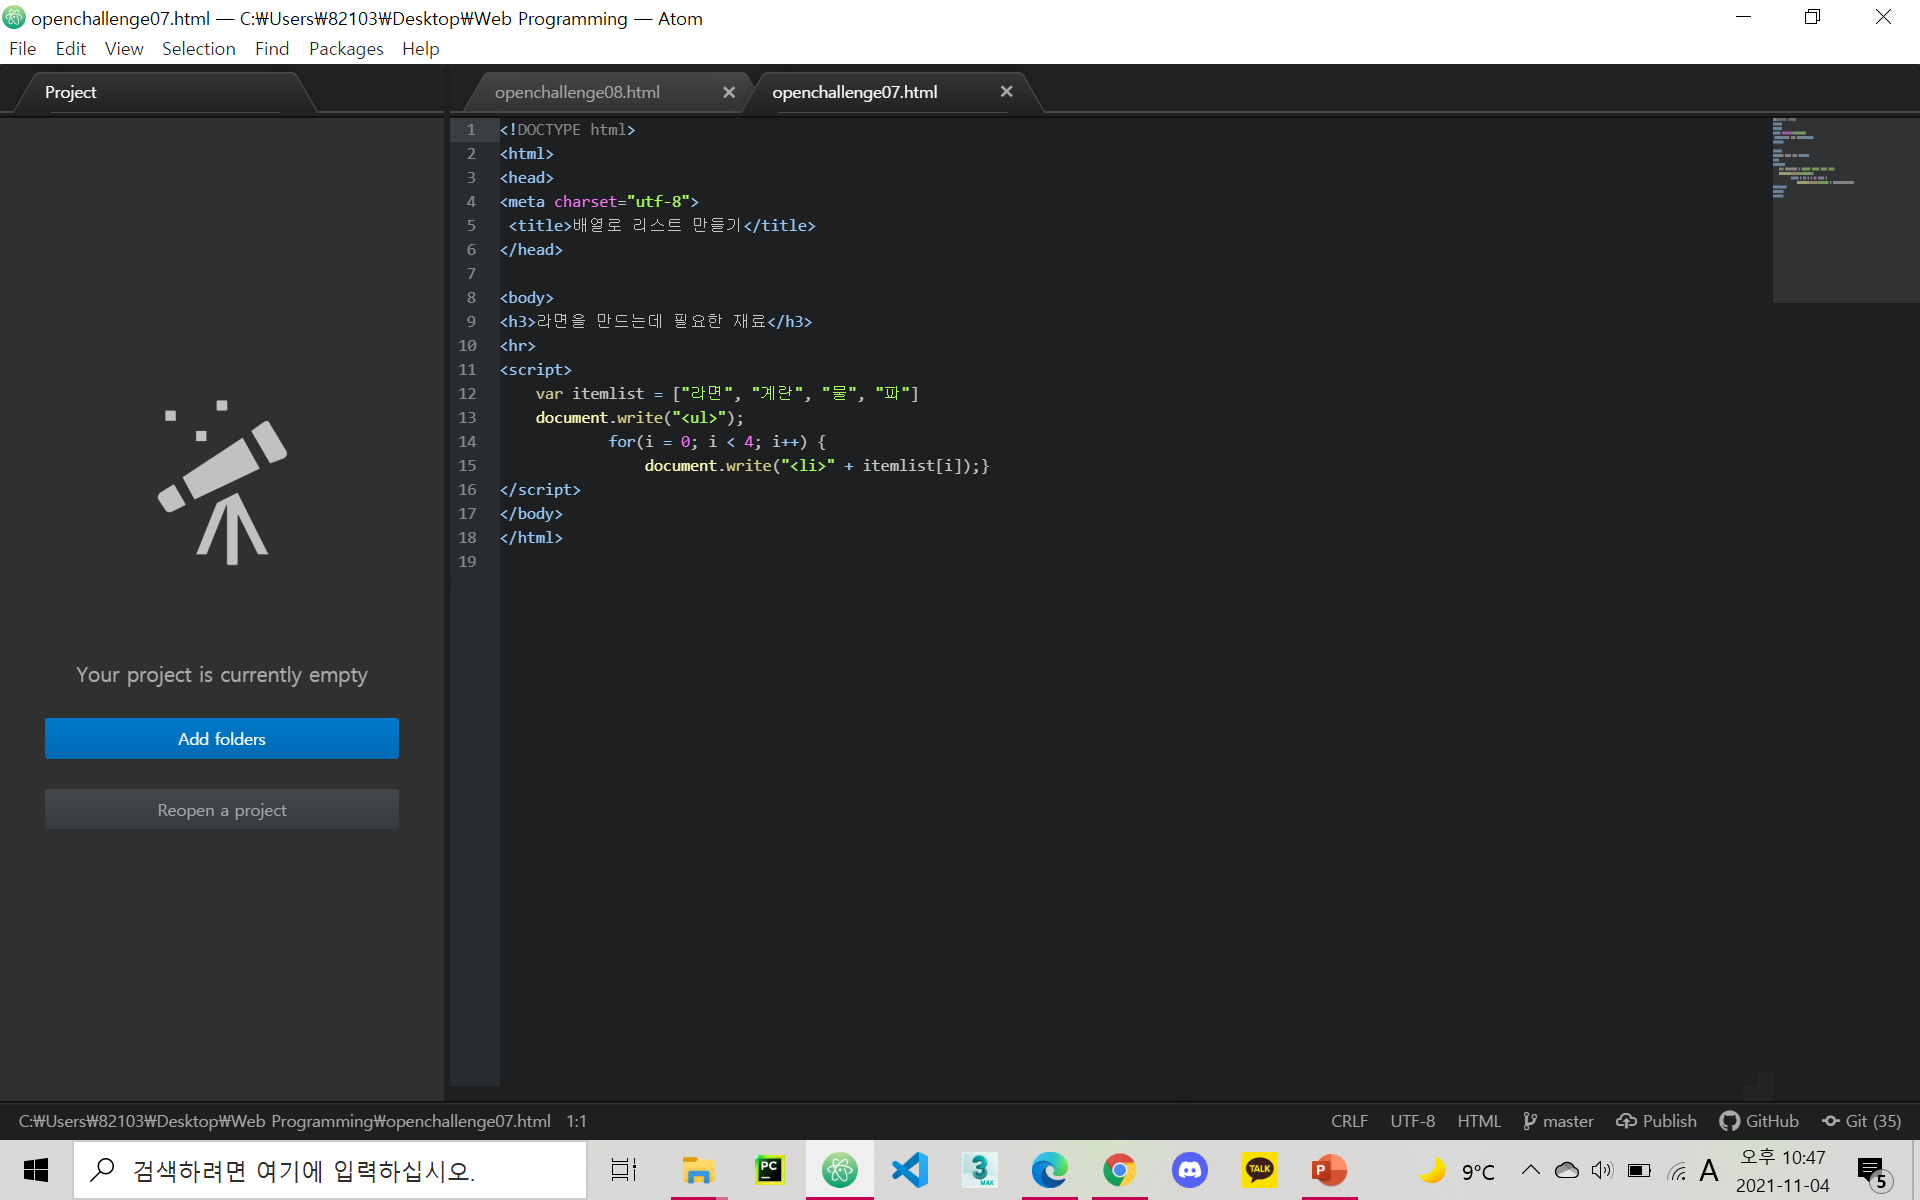 openchallenge07.html — C:₩Users₩82103₩Desktop₩Web Programming — Atom
File Edit View Selection Find Packages Help
Project
openchallenge08.html
openchallenge07.html
1 <!DOCTYPE html>
2 <html>
3 <head>
4 <meta charset="utf-8">
5 <title>배열로 리스트 만들기</title>
6 </head>
7
8 <body>
9 <h3>라면을 만드는데 필요한 재료</h3>
10 <hr>
11 <script>
12 var itemlist = ["라면", "계란", "물", "파"]
13 document.write("<ul>");
14 for(i = 0; i < 4; i++) {
15 document.write("<li>" + itemlist[i]);}
16 </script>
17 </body>
18 </html>
19
Your project is currently empty
Add folders
Reopen a project
C:₩Users₩82103₩Desktop₩Web Programming₩openchallenge07.html 1:1
CRLF UTF-8 HTML master Publish GitHub Git (35)
검색하려면 여기에 입력하십시오.
PC
3
MAX
TALK
P
9°C
A
오후 10:47
2021-11-04
5